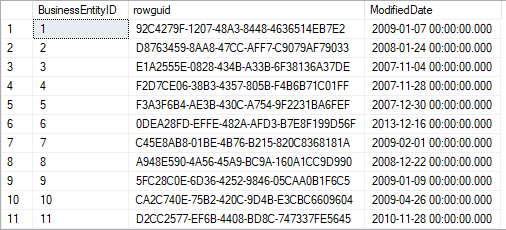 BusinessEntityID rowguid ModifiedDate
1 1 92C4279F-1207-48A3-8448-4636514EB7E2 2009-01-07 00:00:00.000
2 2 D8763459-8AA8-47CC-AFF7-C9079AF79033 2008-01-24 00:00:00.000
3 3 E1A2555E-0828-434B-A33B-6F38136A37DE 2007-11-04 00:00:00.000
4 4 F2D7CE06-38B3-4357-805B-F4B6B71C01FF 2007-11-28 00:00:00.000
5 5 F3A3F6B4-AE3B-430C-A754-9F2231BA6FEF 2007-12-30 00:00:00.000
6 6 0DEA28FD-EFFE-482A-AFD3-B7E8F199D56F 2013-12-16 00:00:00.000
7 7 C45E8AB8-01BE-4B76-B215-820C8368181A 2009-02-01 00:00:00.000
8 8 A948E590-4A56-45A9-BC9A-160A1CC9D990 2008-12-22 00:00:00.000
9 9 5FC28C0E-6D36-4252-9846-05CAA0B1F6C5 2009-01-09 00:00:00.000
10 10 CA2C740E-75B2-420C-9D4B-E3CBC6609604 2009-04-26 00:00:00.000
11 11 D2CC2577-EF6B-4408-BD8C-747337FE5645 2010-11-28 00:00:00.000